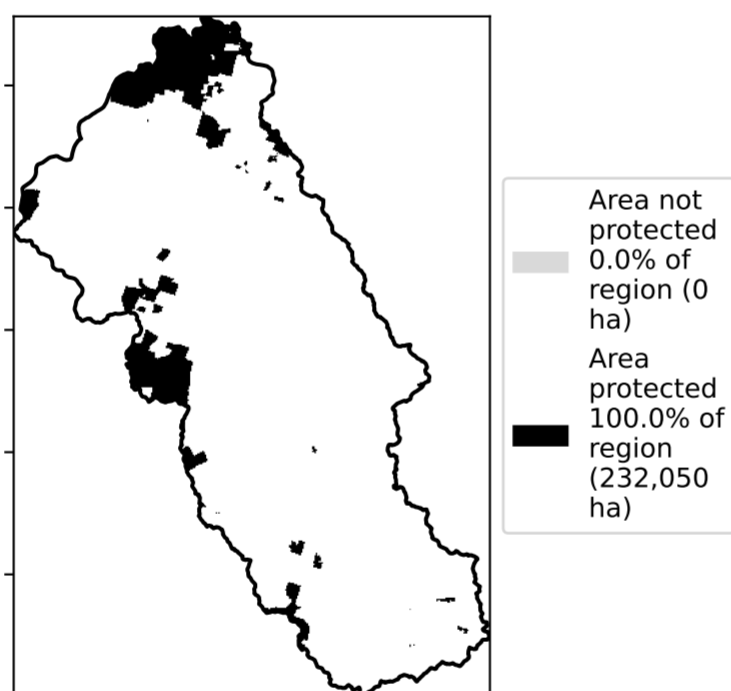 Area not
protected
0.0% of
region (0
ha)
Area
protected
100.0% of
region
(232,050
ha)